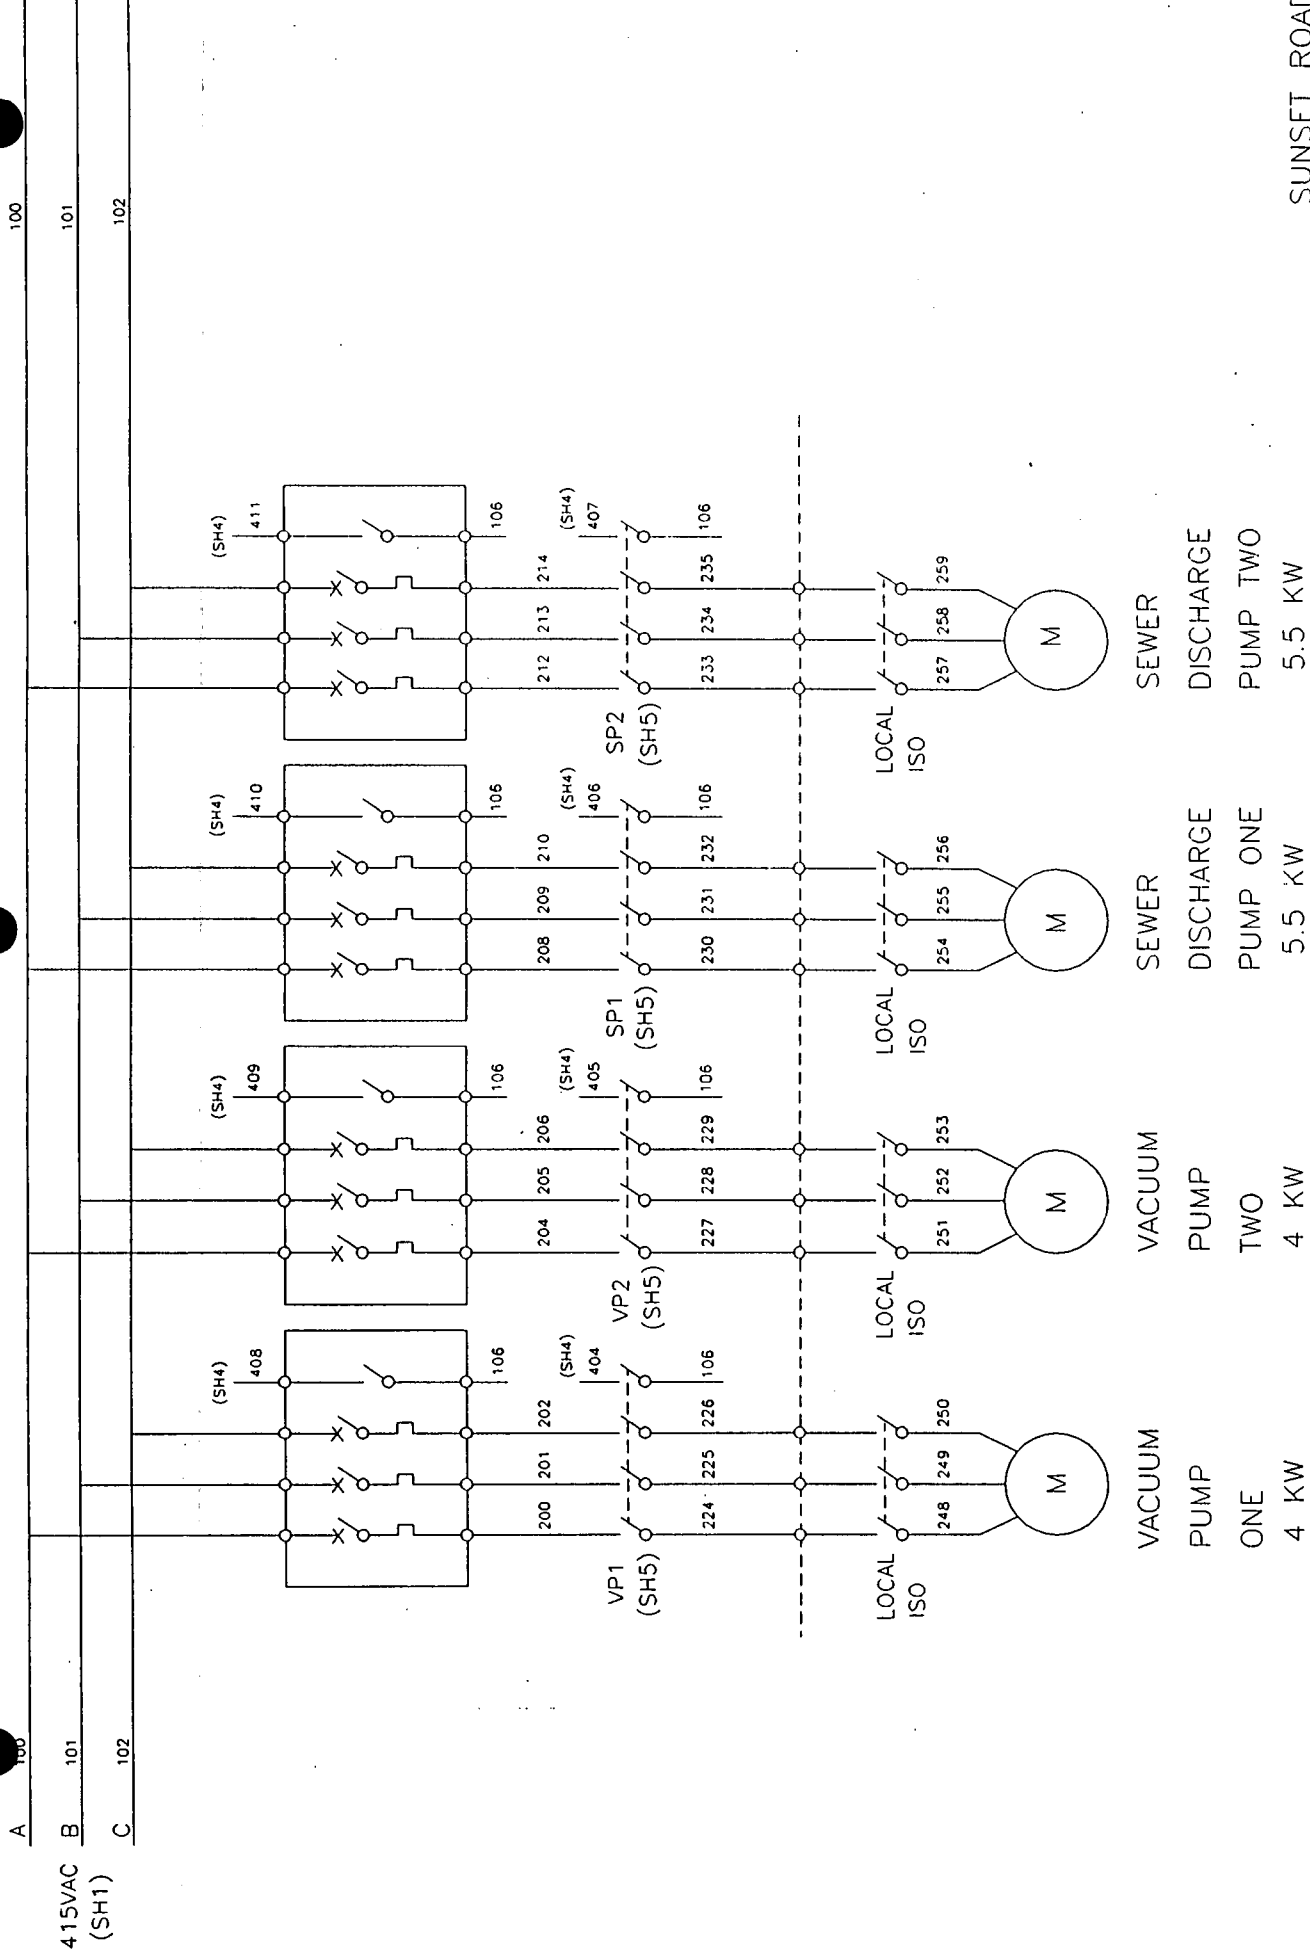 415VAC
(SH1)
A
B
C
100
101
102
100
101
102
(SH4)
408
106
200
201
202
VP1
(SH5)
(SH4)
404
106
224
225
226
LOCAL
ISO
248
249
250
M
VACUUM
PUMP
ONE
4 KW
(SH4)
409
106
204
205
206
VP2
(SH5)
(SH4)
405
106
227
228
229
LOCAL
ISO
251
252
253
M
VACUUM
PUMP
TWO
4 KW
(SH4)
410
106
208
209
210
SP1
(SH5)
(SH4)
406
106
230
231
232
LOCAL
ISO
254
255
256
M
SEWER
DISCHARGE
PUMP ONE
5.5 KW
(SH4)
411
106
212
213
214
SP2
(SH5)
(SH4)
407
106
233
234
235
LOCAL
ISO
257
258
259
M
SEWER
DISCHARGE
PUMP TWO
5.5 KW
SUNSET ROAD